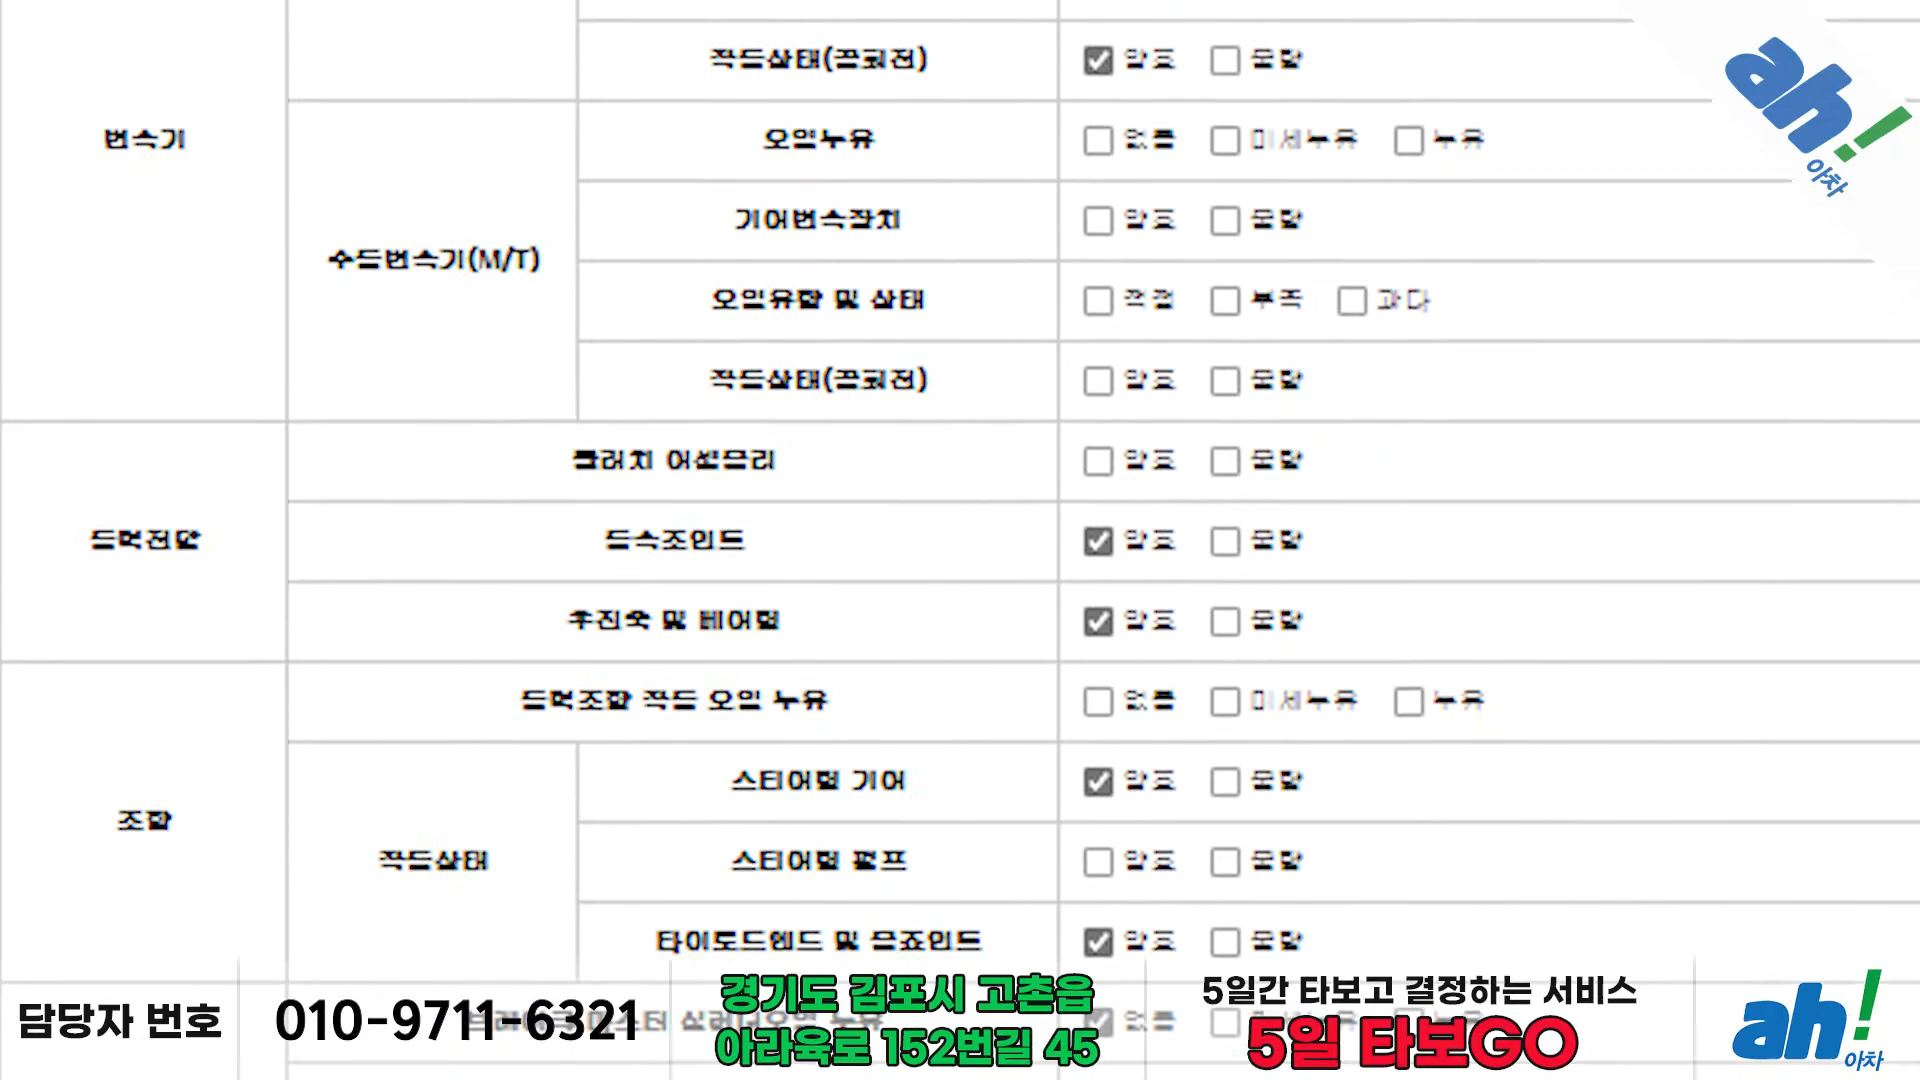 작동상태(공회전) 양호 불량
변속기
오일누유 없음 미세누유 누유
기어변속장치 양호 불량
수동변속기(M/T)
오일유량 및 상태 적정 부족 과다
작동상태(공회전) 양호 불량
클러치 어셈블리 양호 불량
동력전달
등속조인트 양호 불량
추진축 및 베어링 양호 불량
동력조향 작동 오일 누유 없음 미세누유 누유
스티어링 기어 양호 불량
조향
작동상태
스티어링 펌프 양호 불량
타이로드엔드 및 볼죠인트 양호 불량
ah!
아차
담당자 번호
010-9711-6321
경기도 김포시 고촌읍
아라육로 152번길 45
5일간 타보고 결정하는 서비스
5일 타보GO
ah!
아차